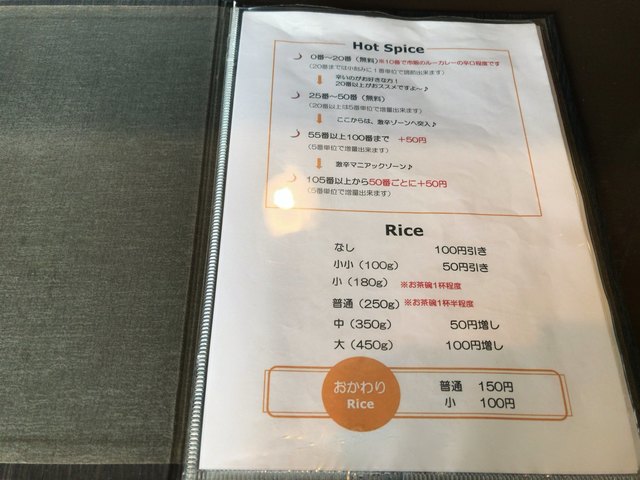 Hot Spice
0番～20番（無料）※10番で市販のルーカレーの辛口程度です
（20番までは小刻みに1番単位で調節出来ます）
辛いのがお好きな方！
20番以上がおススメですよ～♪
25番～50番（無料）
（20番以上は5番単位で増量出来ます）
ここからは、激辛ゾーンへ突入♪
55番以上100番まで ＋50円
（5番単位で増量出来ます）
激辛マニアックゾーン♪
105番以上から50番ごとに＋50円
（5番単位で増量出来ます）
Rice
なし 100円引き
小小（100g） 50円引き
小（180g） ※お茶碗1杯程度
普通（250g） ※お茶碗1杯半程度
中（350g） 50円増し
大（450g） 100円増し
おかわり
Rice
普通 150円
小 100円